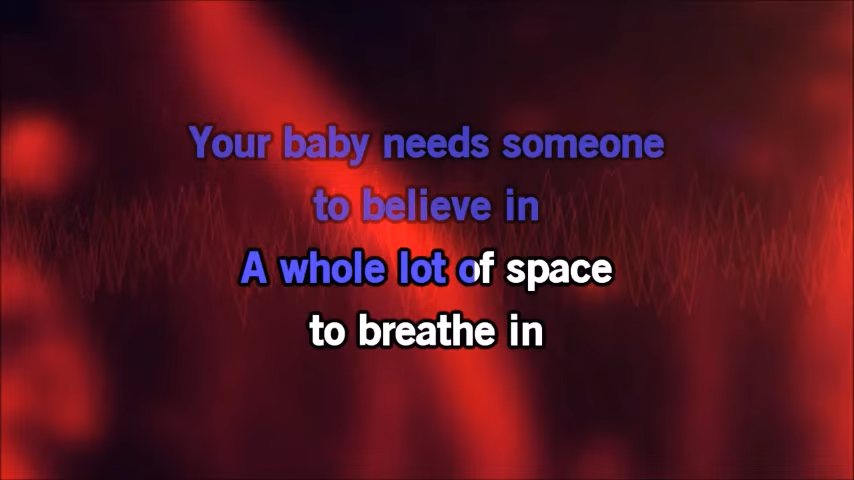 Your baby needs someone
to believe in
A whole lot of space
to breathe in